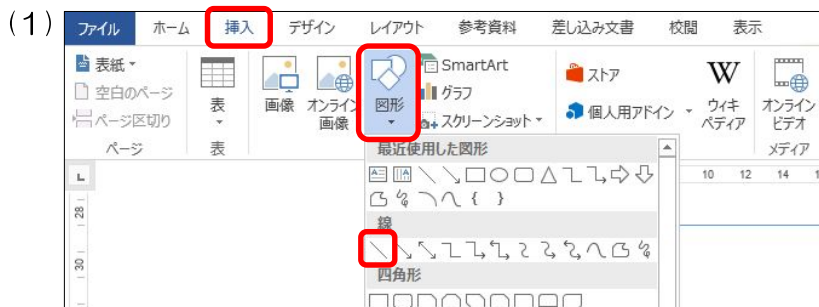 (1)
ファイル ホーム 挿入 デザイン レイアウト 参考資料 差し込み文書 校閲 表示
表紙
空白のページ
ページ区切り
ページ
表
表
画像
オンライン
画像
図形
SmartArt
グラフ
スクリーンショット
ストア
個人用アドイン
W
ウィキ
ペディア
オンライン
ビデオ
メディア
最近使用した図形
線
四角形
L
10 12 14 1
28
30